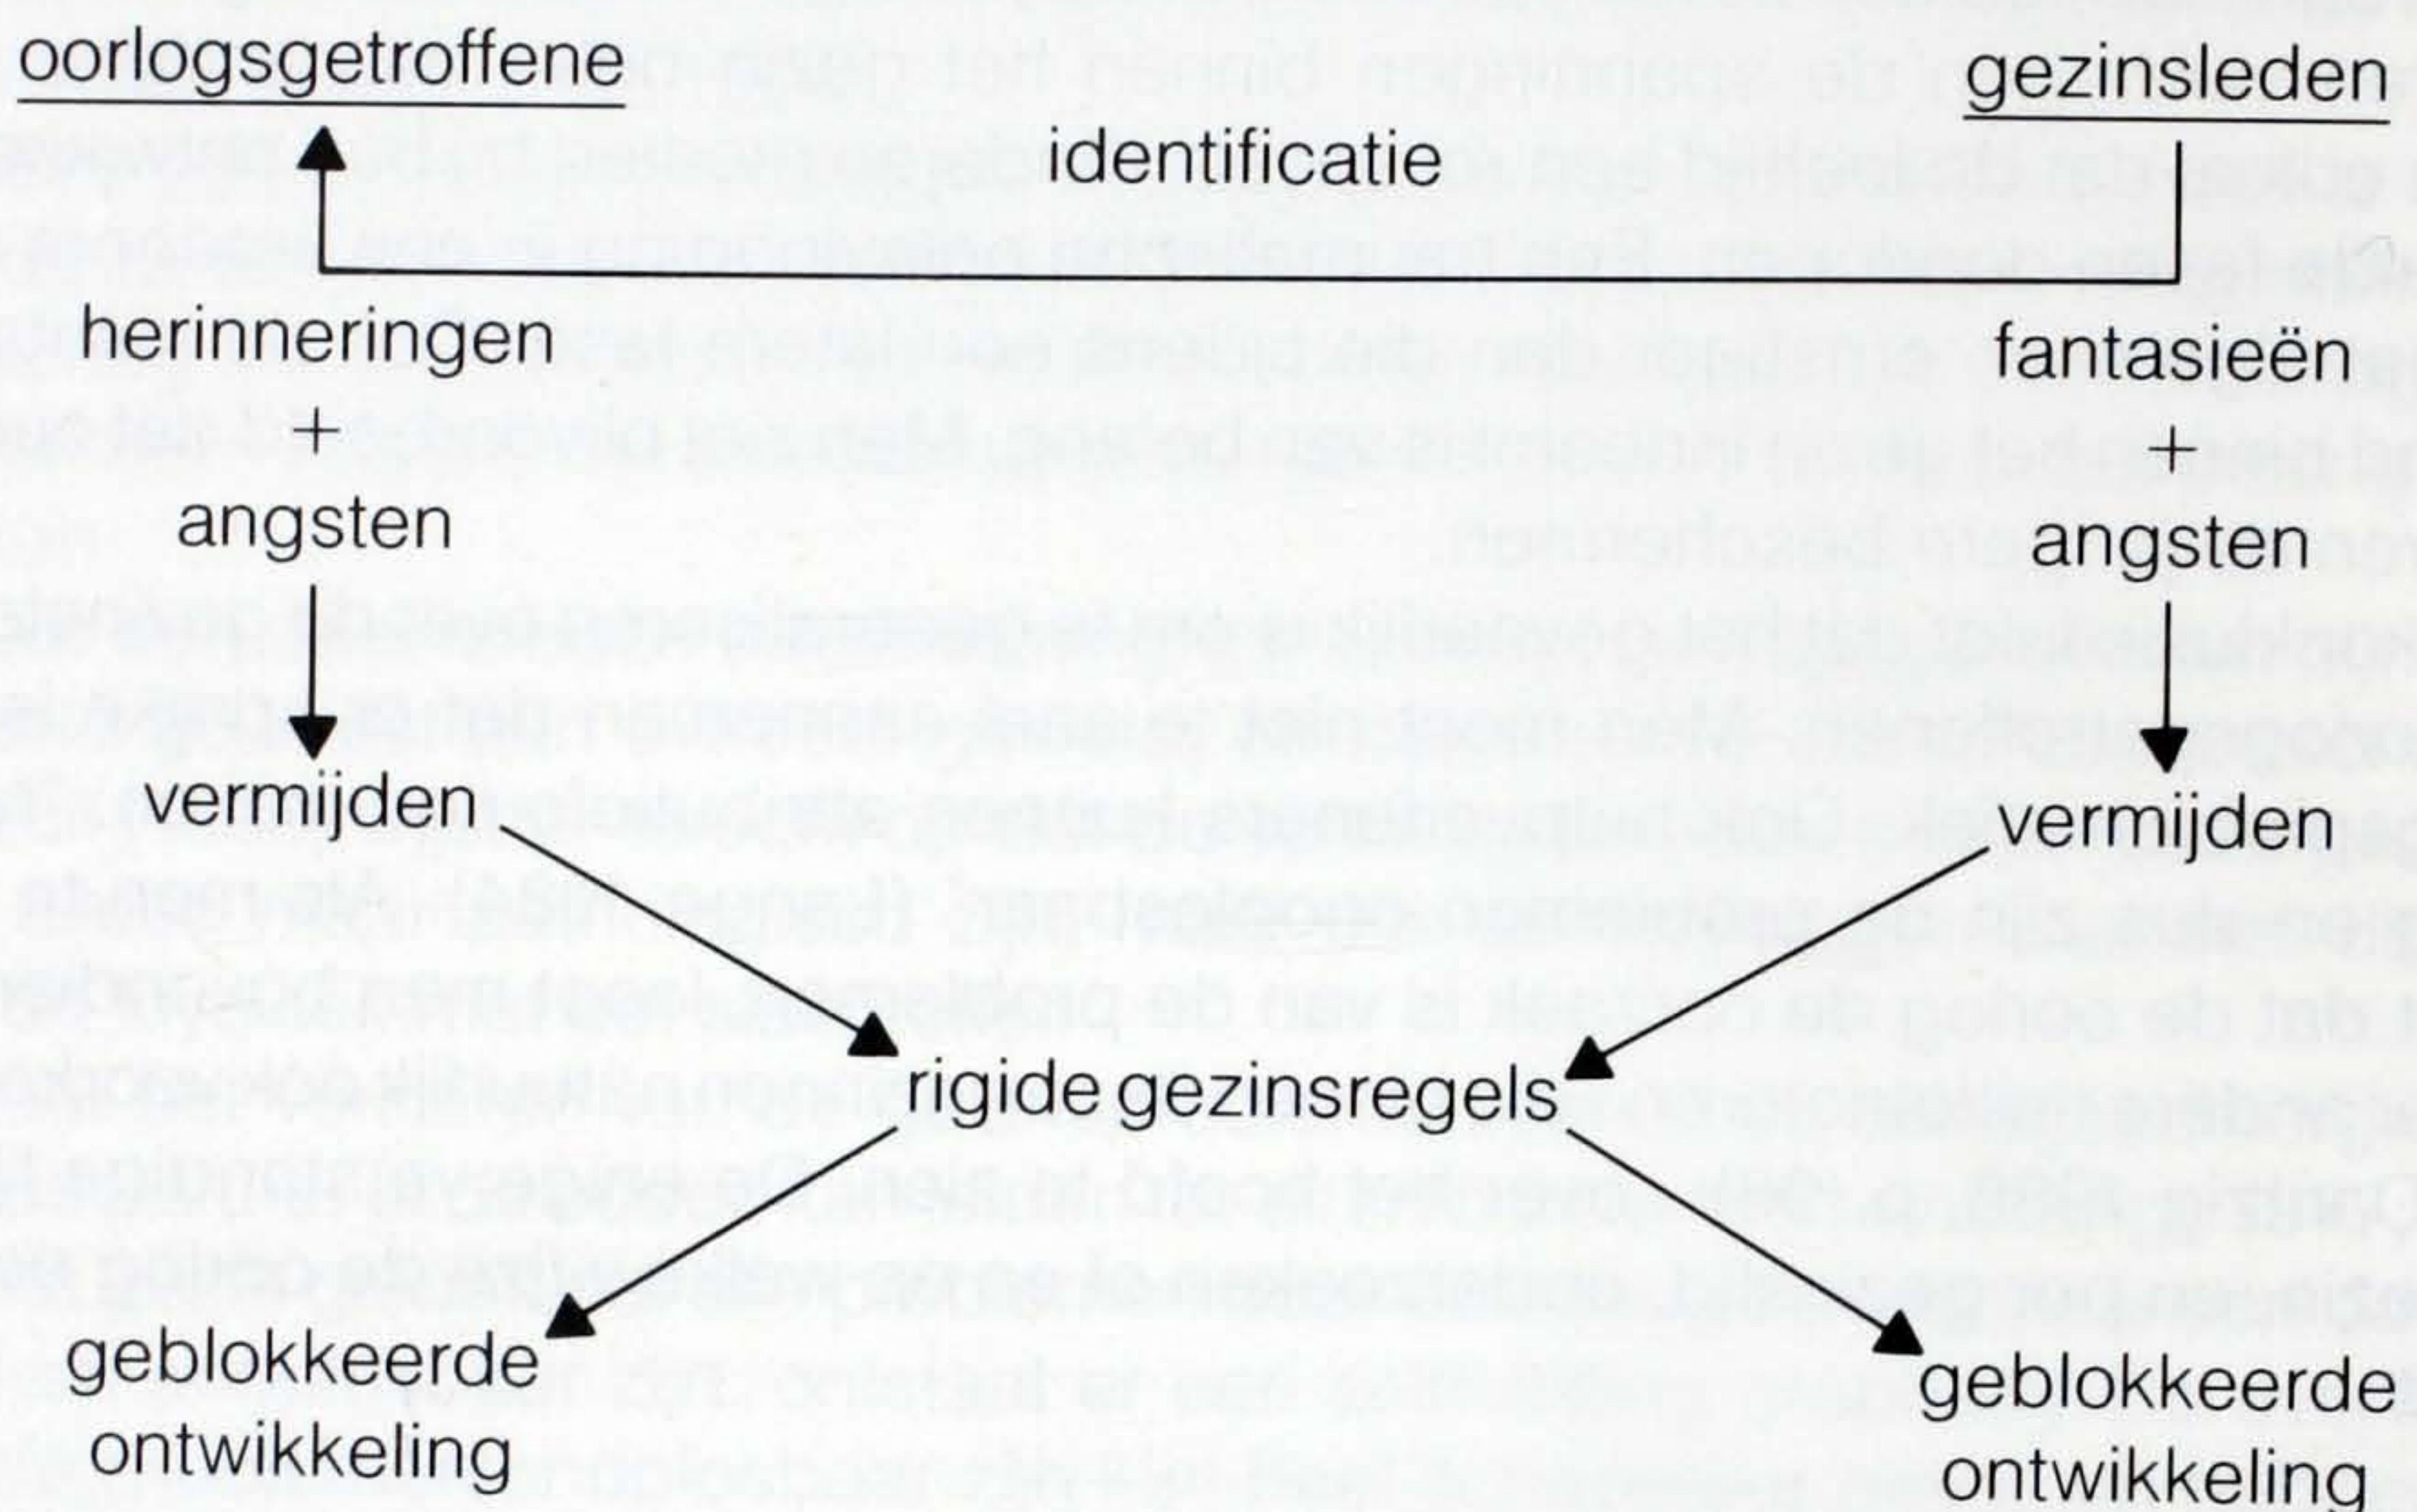 oorlogsgetroffene
gezinsleden
identificatie
herinneringen
+
angsten
fantasieën
+
angsten
vermijden
vermijden
rigide gezinsregels
geblokkeerde
ontwikkeling
geblokkeerde
ontwikkeling